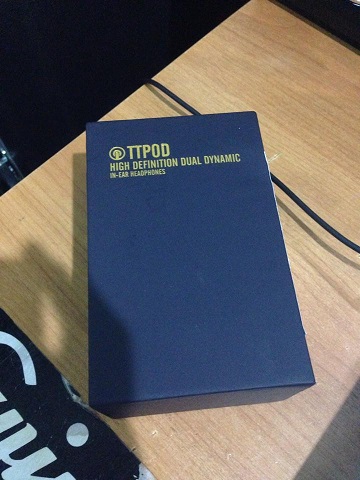 TTPOD
HIGH DEFINITION DUAL DYNAMIC
IN-EAR HEADPHONES